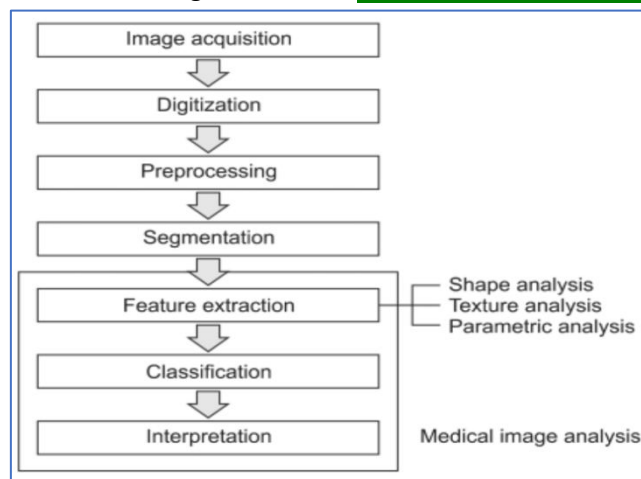 Image acquisition
Digitization
Preprocessing
Segmentation
Feature extraction
Shape analysis
Texture analysis
Parametric analysis
Classification
Interpretation
Medical image analysis